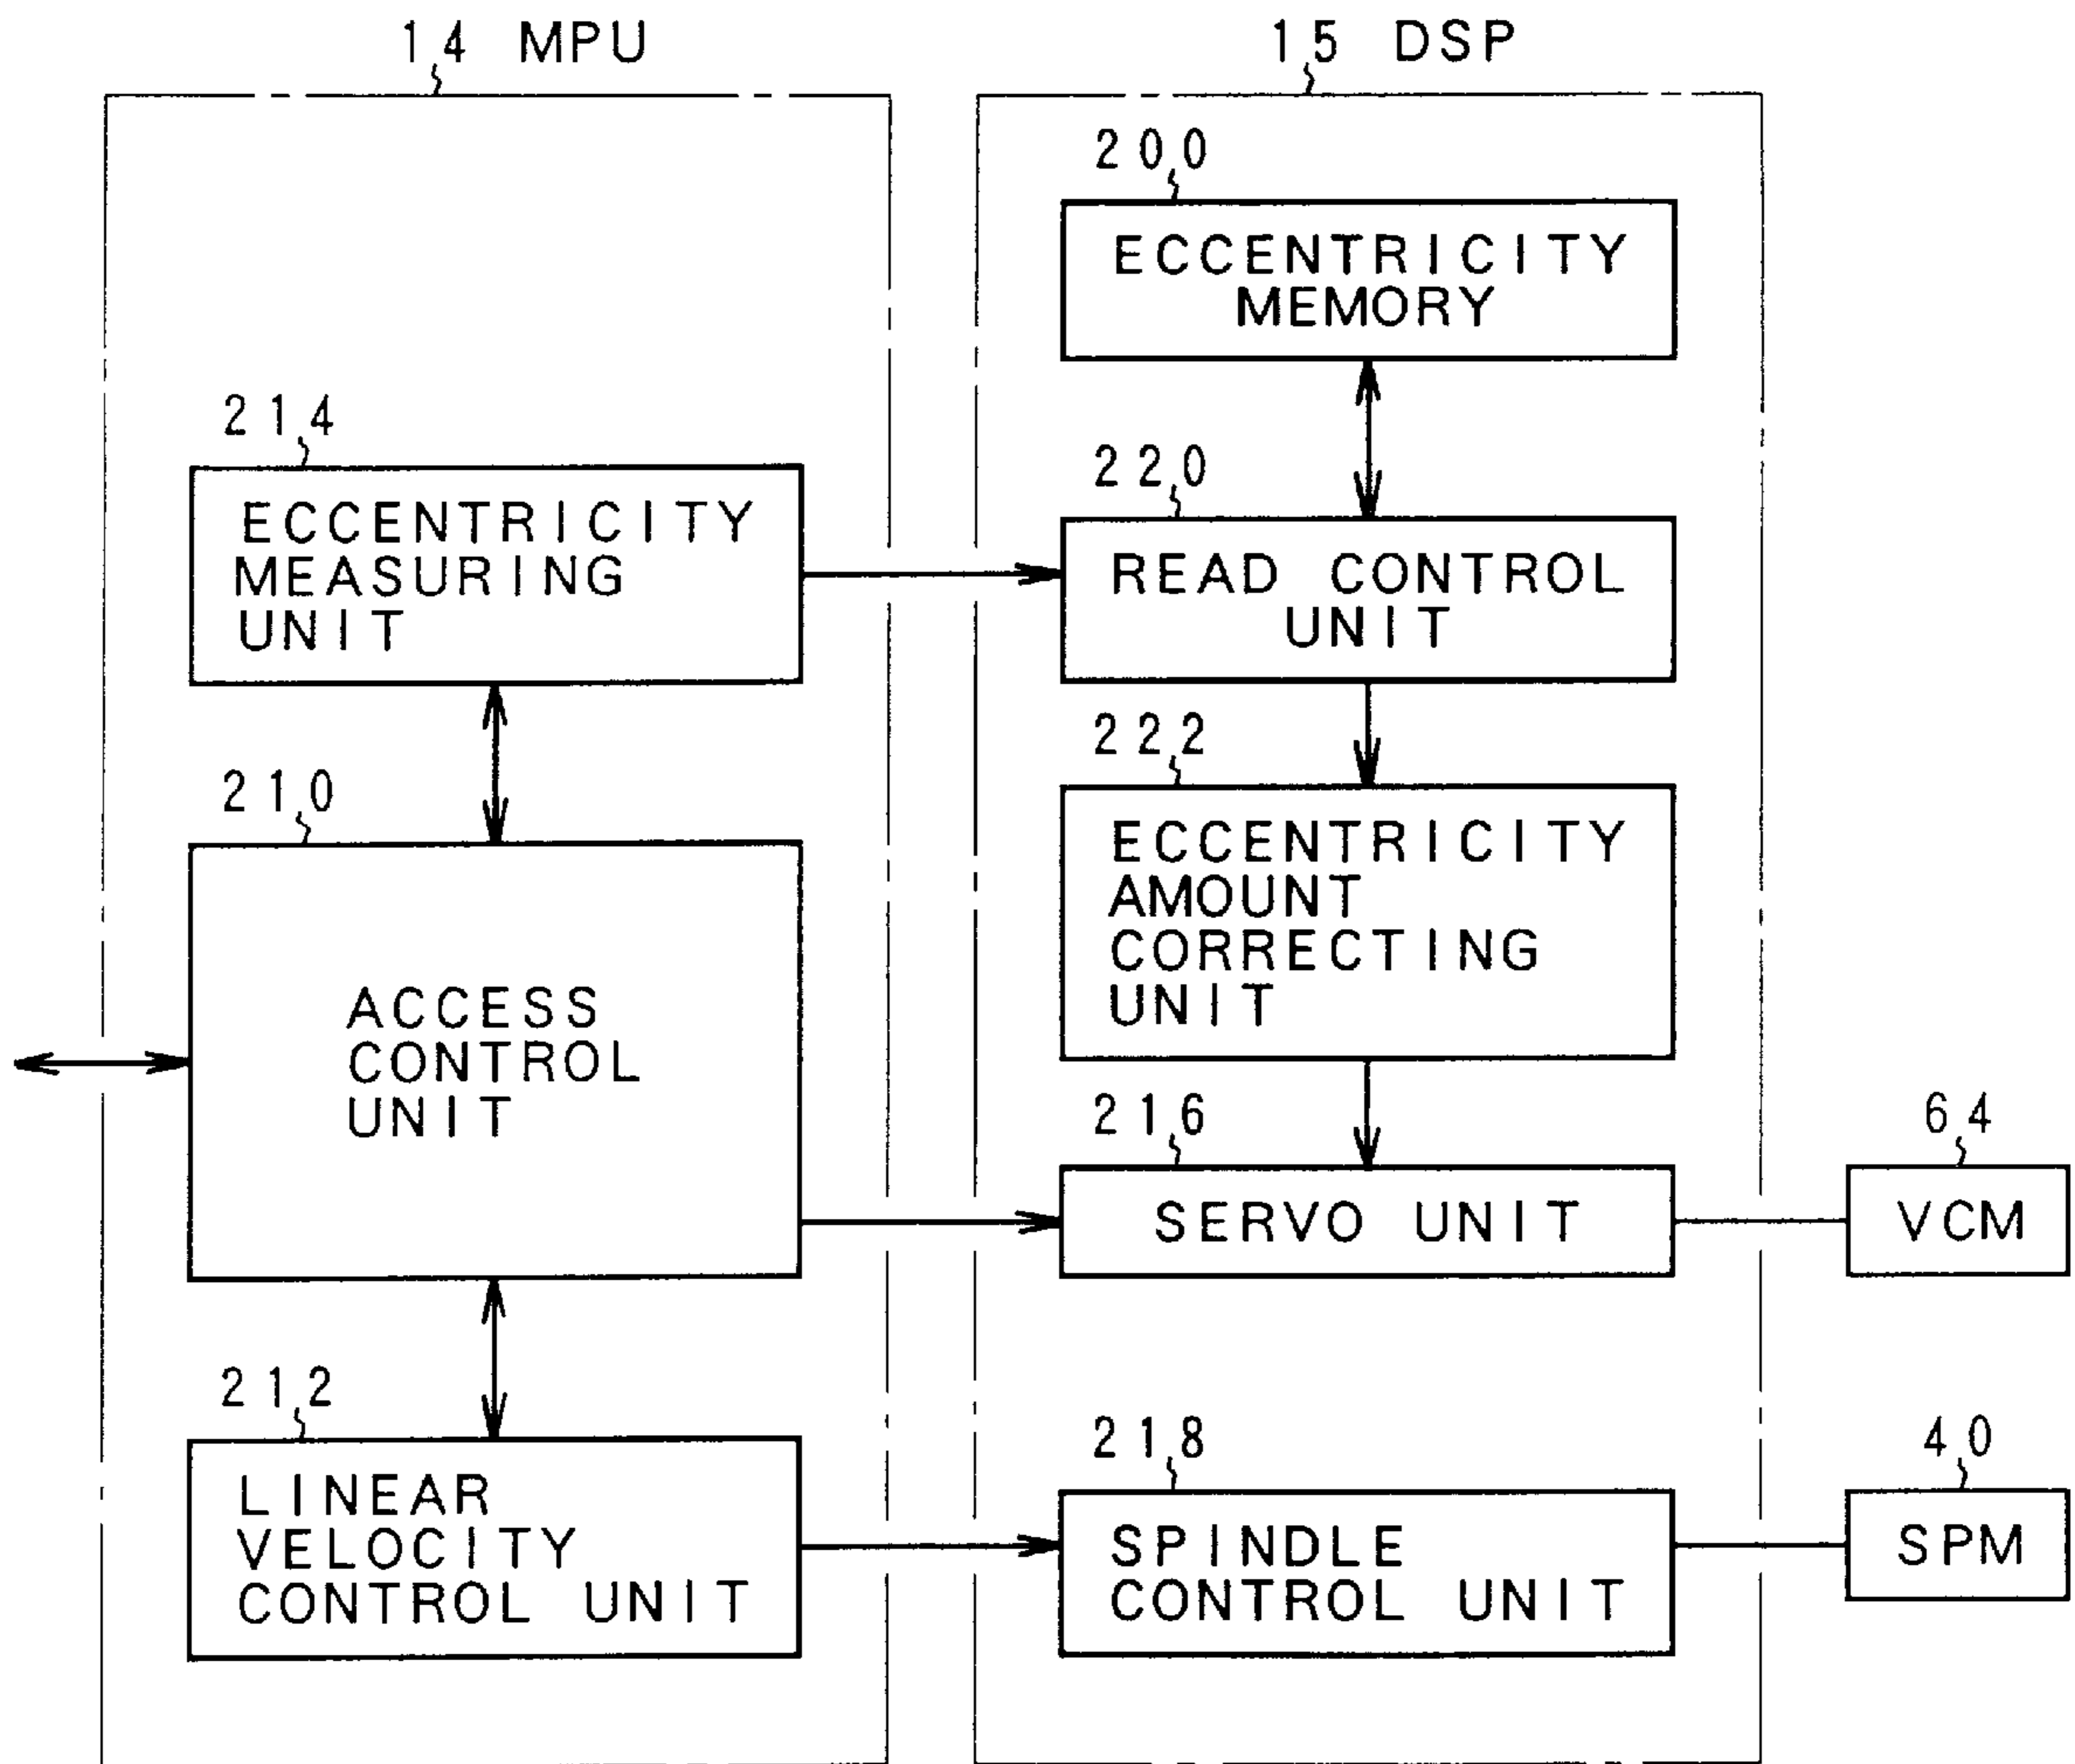 14 MPU
15 DSP
200
ECCENTRICITY
MEMORY
214
ECCENTRICITY
MEASURING
UNIT
220
READ CONTROL
UNIT
222
ECCENTRICITY
AMOUNT
CORRECTING
UNIT
210
ACCESS
CONTROL
UNIT
216
SERVO UNIT
64
VCM
212
LINEAR
VELOCITY
CONTROL UNIT
218
SPINDLE
CONTROL UNIT
40
SPM